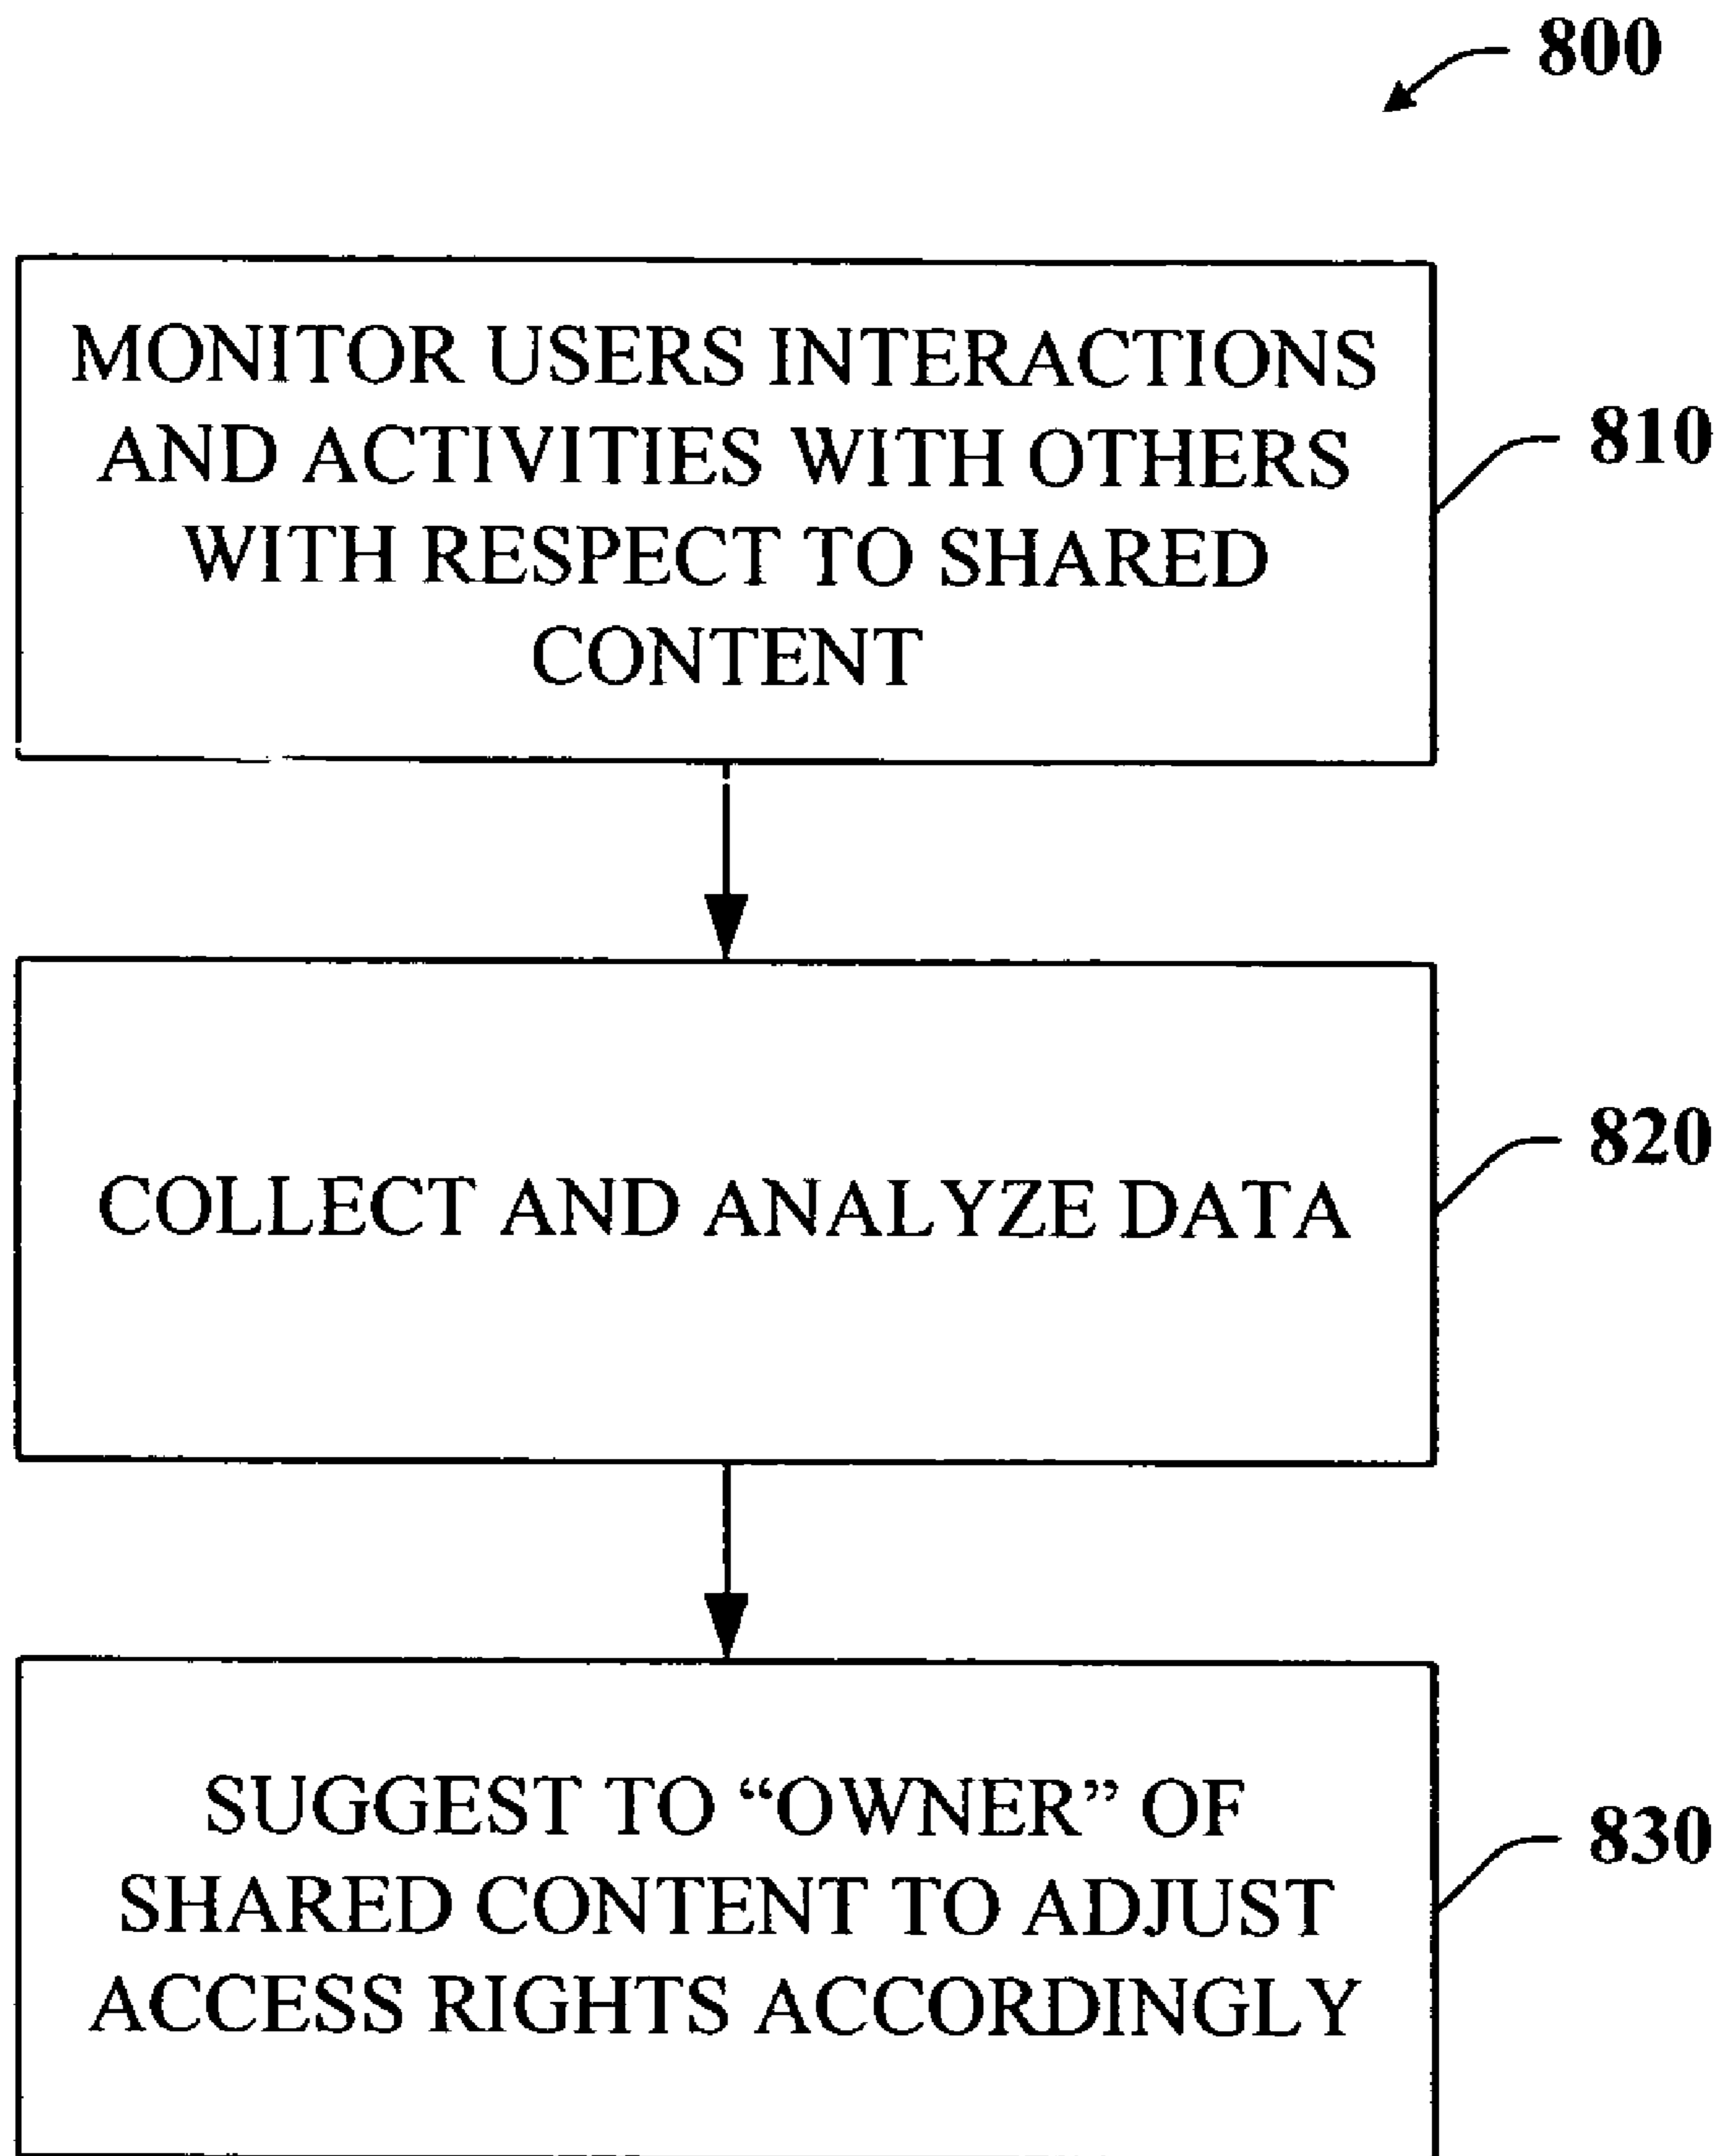 800
MONITOR USERS INTERACTIONS
AND ACTIVITIES WITH OTHERS
WITH RESPECT TO SHARED
CONTENT
810
COLLECT AND ANALYZE DATA
820
SUGGEST TO “OWNER” OF
SHARED CONTENT TO ADJUST
ACCESS RIGHTS ACCORDINGLY
830